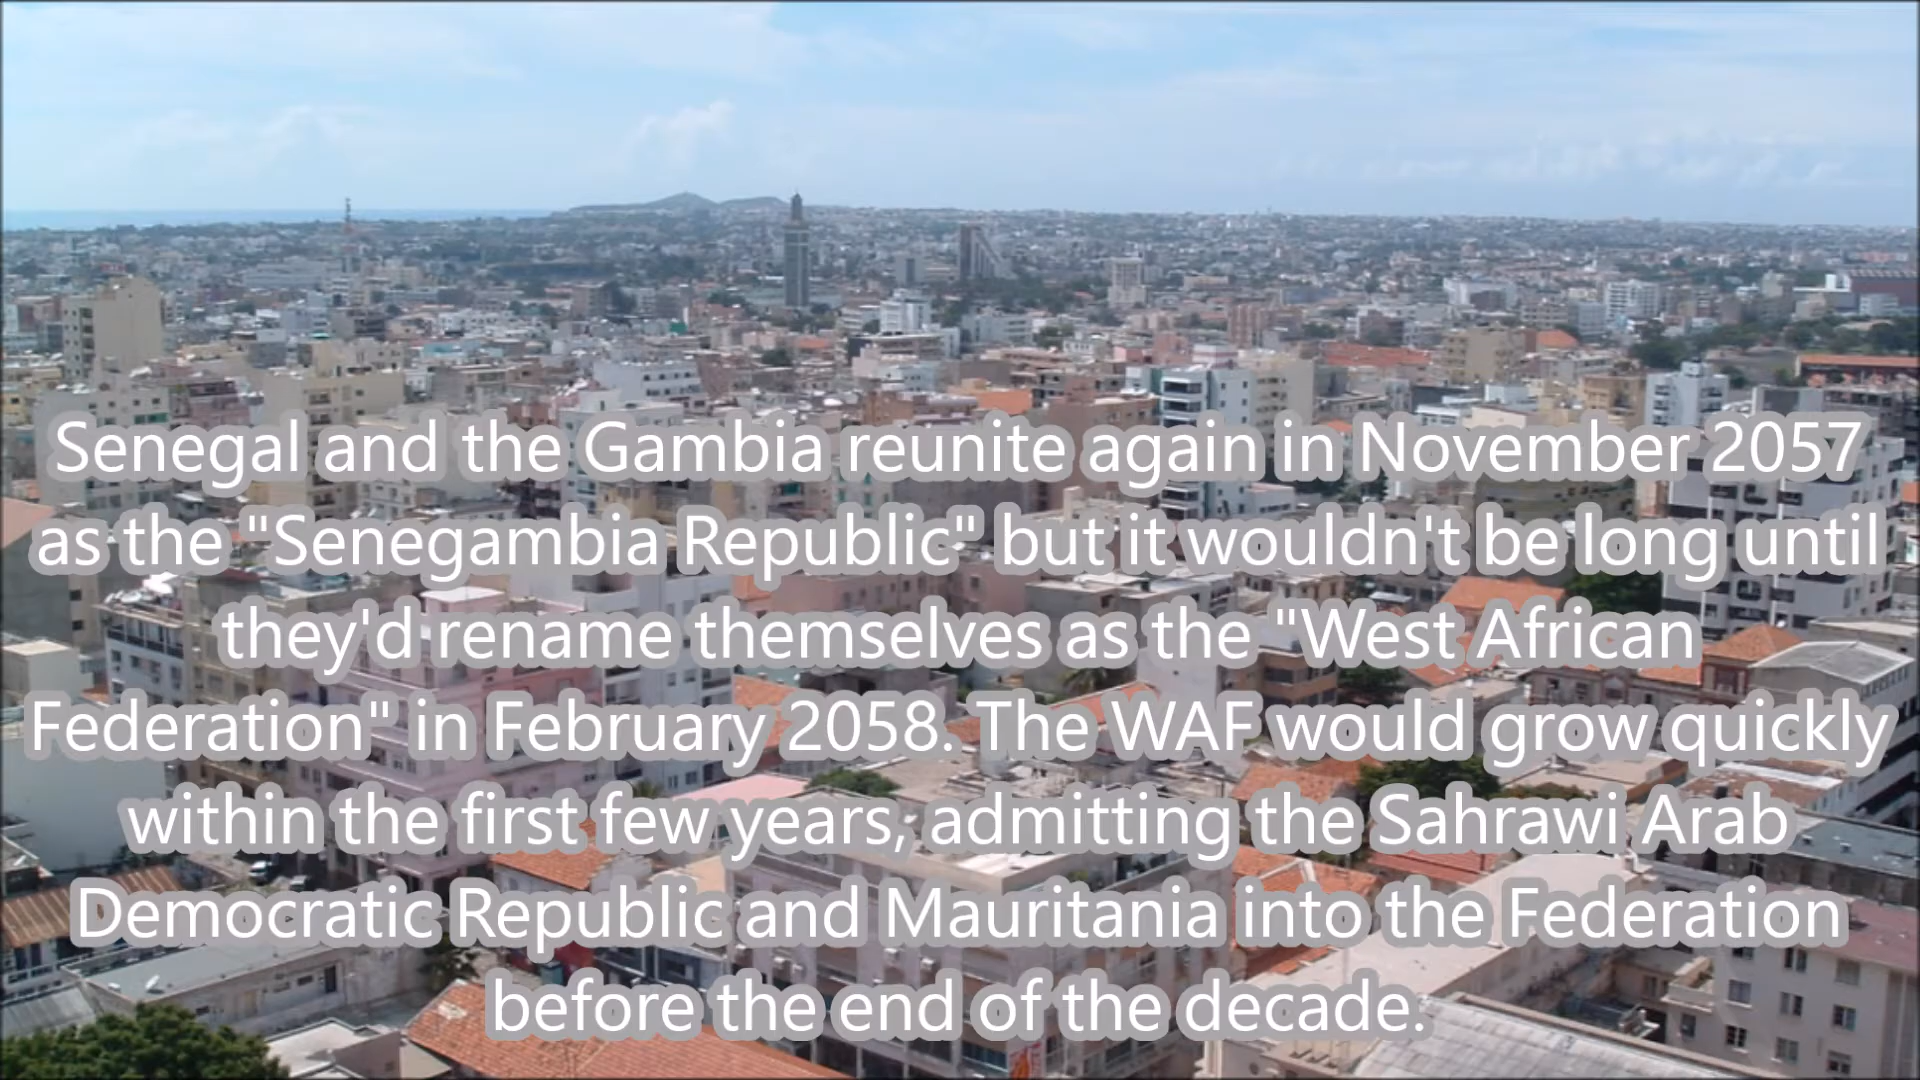 Senegal and the Gambia reunite again in November 2057
as the "Senegambia Republic" but it wouldn't be long until
they'd rename themselves as the "West African
Federation" in February 2058. The WAF would grow quickly
within the first few years, admitting the Sahrawi Arab
Democratic Republic and Mauritania into the Federation
before the end of the decade.